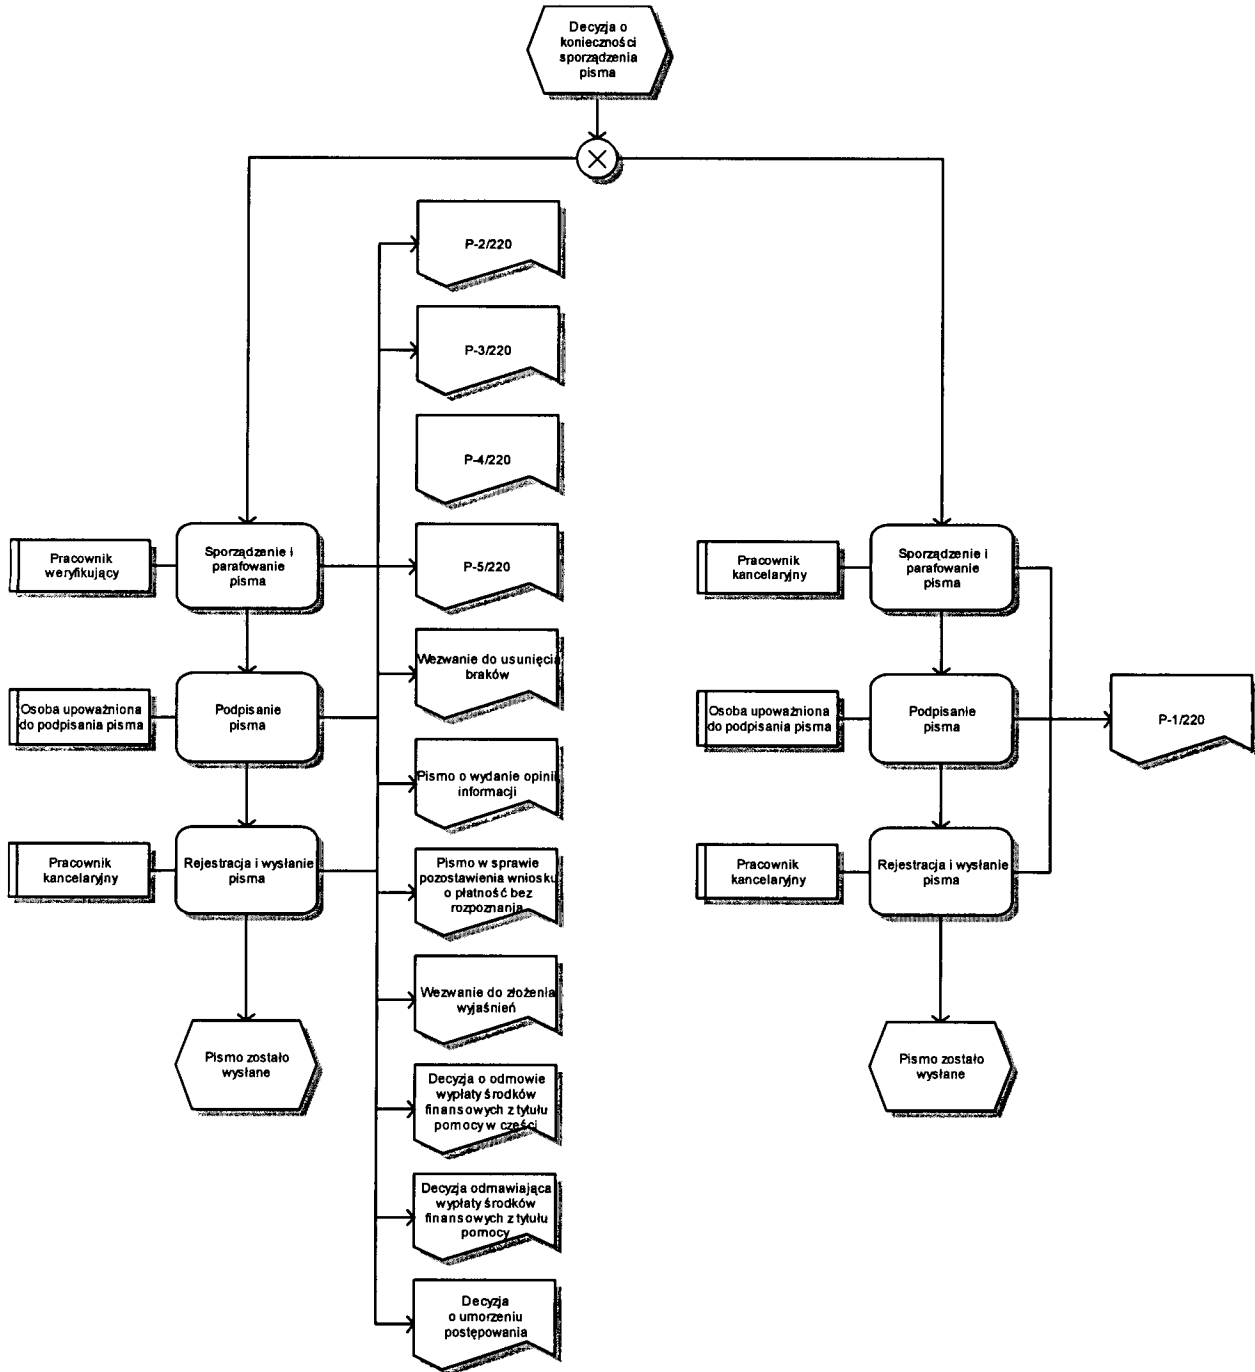 Decyzja o
konieczności
sporządzenia
pisma
P-2/220
P-3/220
P-4/220
P-5/220
Pracownik
weryfikujący
Sporządzenie i
parafowanie
pisma
Wezwanie do usunięcia
braków
Osoba upoważniona
do podpisania pisma
Podpisanie
pisma
Pismo o wydanie opinii
informacji
Pracownik
kancelaryjny
Rejestracja i wysłanie
pisma
Pismo w sprawie
pozostawienia wniosku
o płatność bez
rozpoznania
Wezwanie do złożenia
wyjaśnień
Pismo zostało
wysłane
Decyzja o odmowie
wypłaty środków
finansowych z tytułu
pomocy w części
Decyzja odmawiająca
wypłaty środków
finansowych z tytułu
pomocy
Decyzja
o umorzeniu
postępowania
Pracownik
kancelaryjny
Sporządzenie i
parafowanie
pisma
Osoba upoważniona
do podpisania pisma
Podpisanie
pisma
P-1/220
Pracownik
kancelaryjny
Rejestracja i wysłanie
pisma
Pismo zostało
wysłane